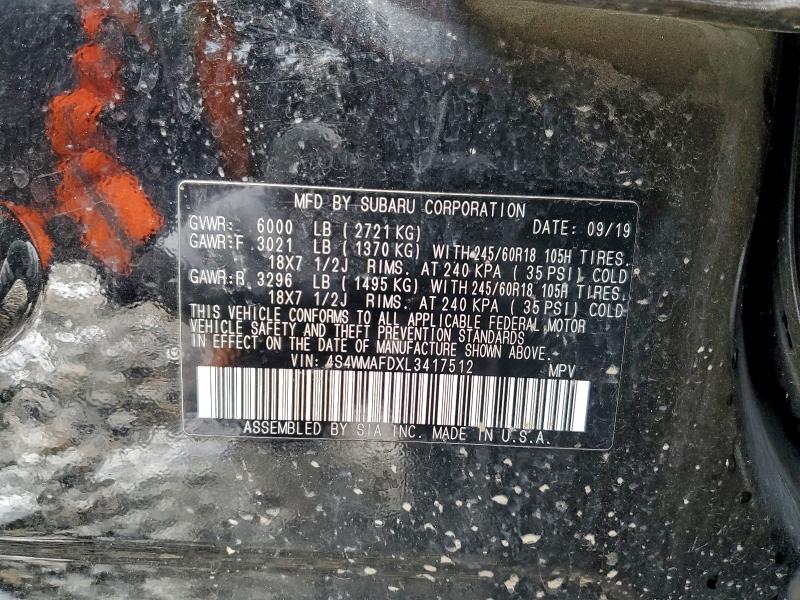 MFD BY SUBARU CORPORATION
GVWR: 6000 LB ( 2721 KG) DATE: 09/19
GAWR:F 3021 LB ( 1370 KG) WITH 245/60R18 105H TIRES.
18X7 1/2J RIMS. AT 240 KPA ( 35 PSI) COLD
GAWR:R 3296 LB ( 1495 KG) WITH 245/60R18 105H TIRES.
18X7 1/2J RIMS. AT 240 KPA ( 35 PSI) COLD
THIS VEHICLE CONFORMS TO ALL APPLICABLE FEDERAL MOTOR
VEHICLE SAFETY AND THEFT PREVENTION STANDARDS
IN EFFECT ON THE DATE OF MANUFACTURE SHOWN ABOVE.
VIN: 4S4WMAFDXL3417512 MPV
ASSEMBLED BY SIA INC. MADE IN U.S.A.